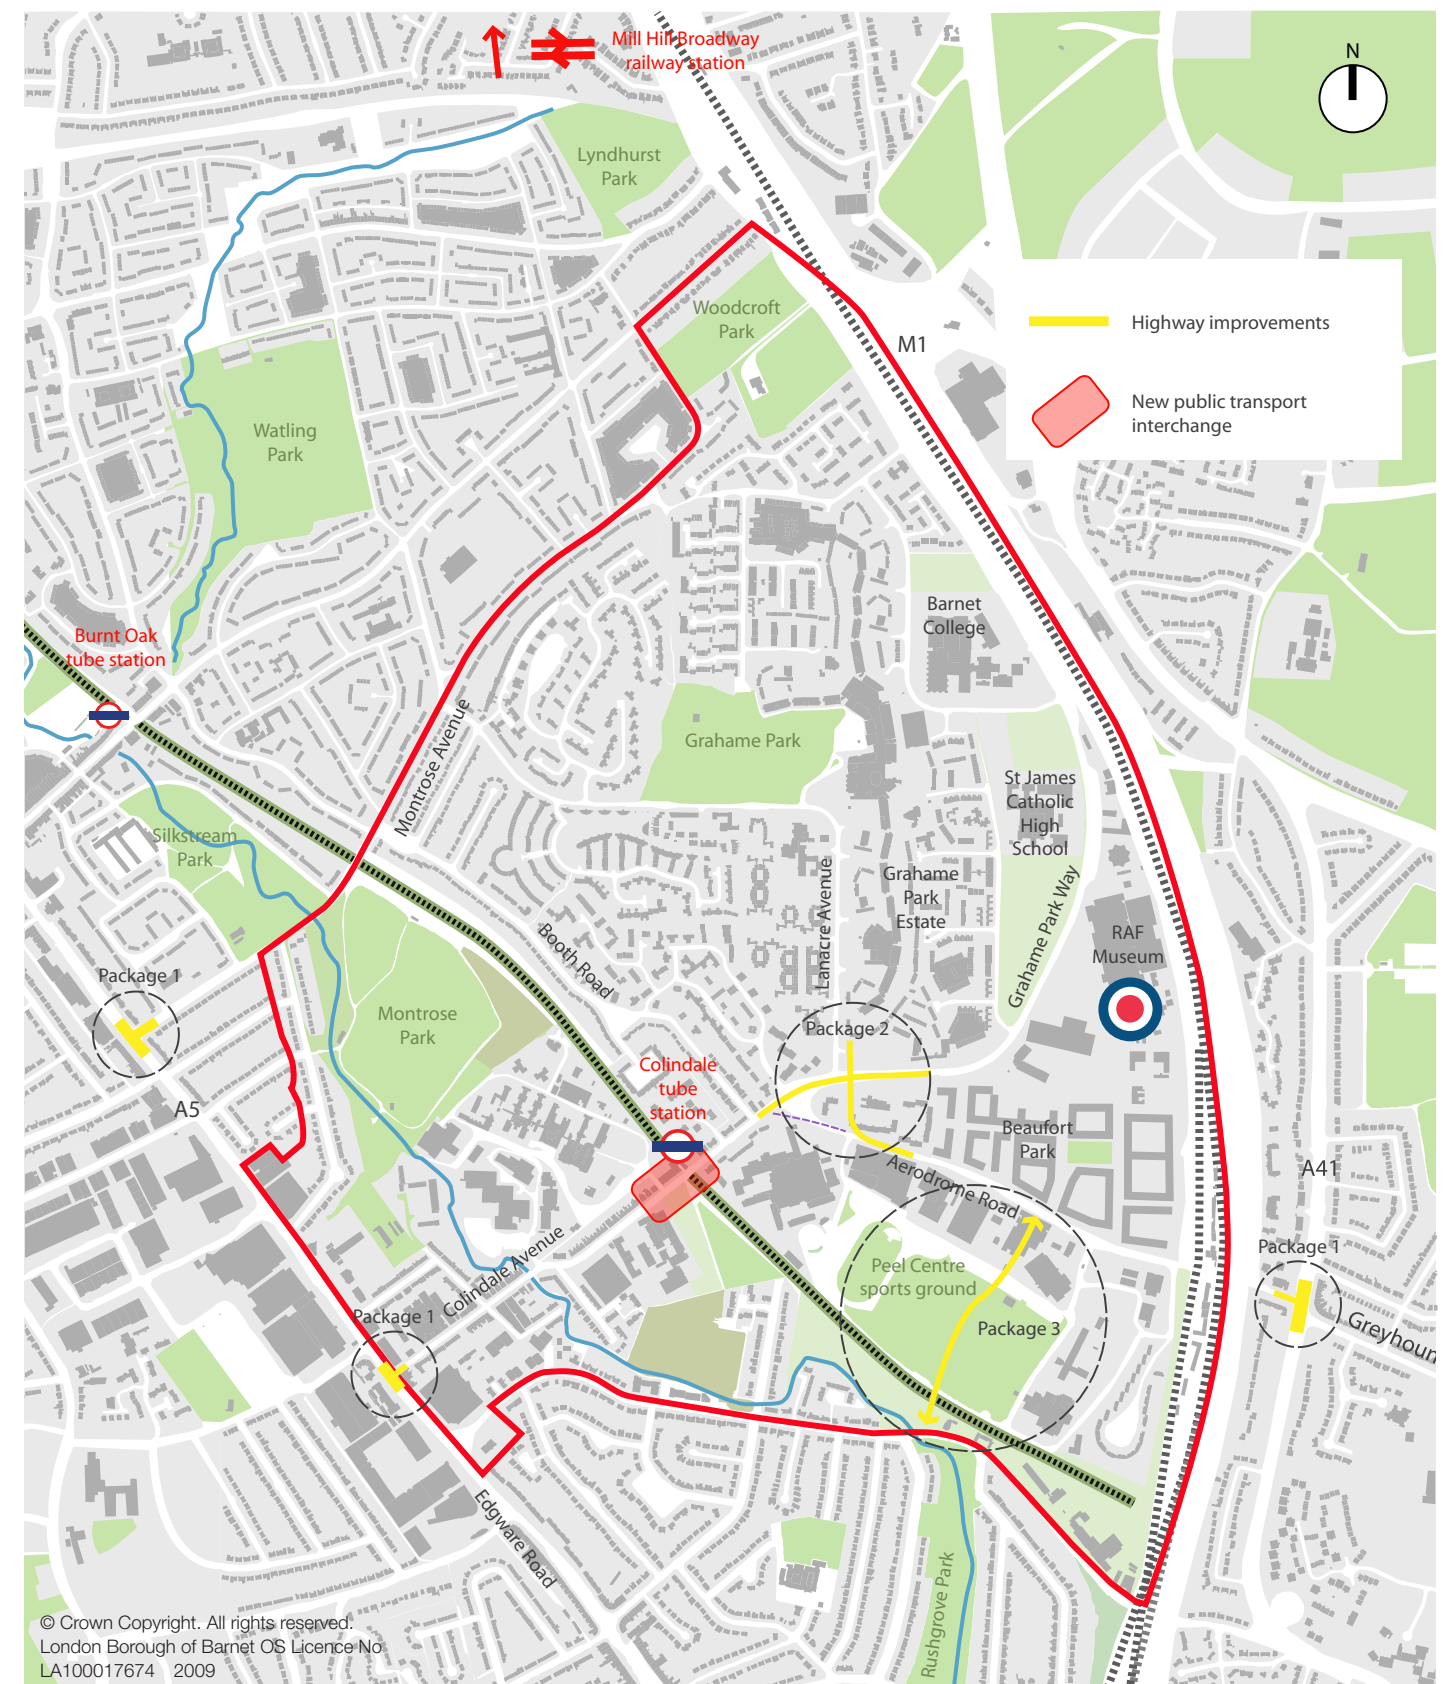 Mill Hill Broadway
railway station
N
Lyndhurst
Park
Woodcroft
Park
M1
Highway improvements
New public transport
interchange
Watling
Park
Barnet
College
Burnt Oak
tube station
Montrose Avenue
Grahame Park
St James
Catholic
High
School
Silkstream
Park
Lanacre Avenue
Grahame
Park
Estate
Grahame Park Way
RAF
Museum
Booth Road
Package 1
Montrose
Park
Package 2
Colindale
tube
station
A5
Beaufort
Park
Aerodrome Road
A41
Colindale Avenue
Peel Centre
sports ground
Package 1
Package 1
Package 3
Greyhoun
Edgware Road
Rushgrove Park
© Crown Copyright. All rights reserved.
London Borough of Barnet OS Licence No
LA100017674 2009